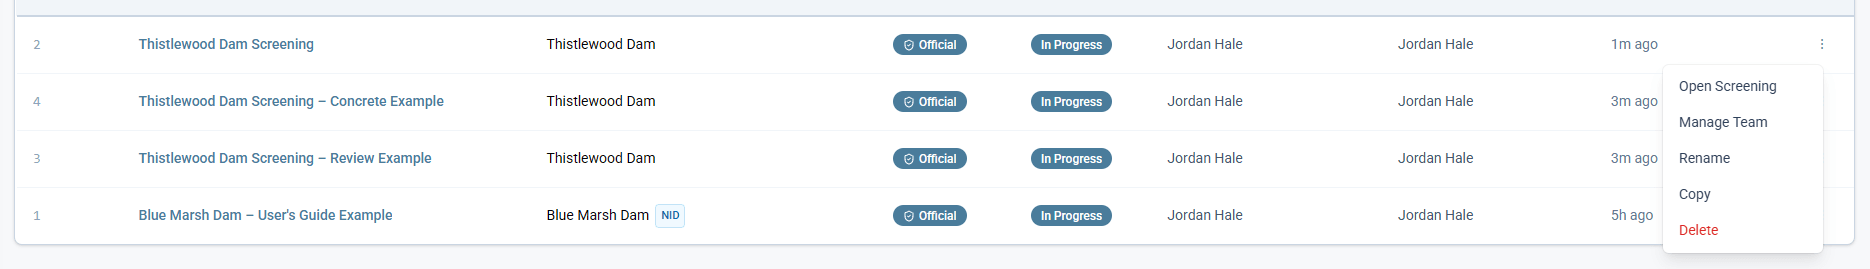 2 Thistlewood Dam Screening Thistlewood Dam Official In Progress Jordan Hale Jordan Hale 1m ago
4 Thistlewood Dam Screening – Concrete Example Thistlewood Dam Official In Progress Jordan Hale Jordan Hale 3m ago
3 Thistlewood Dam Screening – Review Example Thistlewood Dam Official In Progress Jordan Hale Jordan Hale 3m ago
1 Blue Marsh Dam – User's Guide Example Blue Marsh Dam NID Official In Progress Jordan Hale Jordan Hale 5h ago
Open Screening
Manage Team
Rename
Copy
Delete